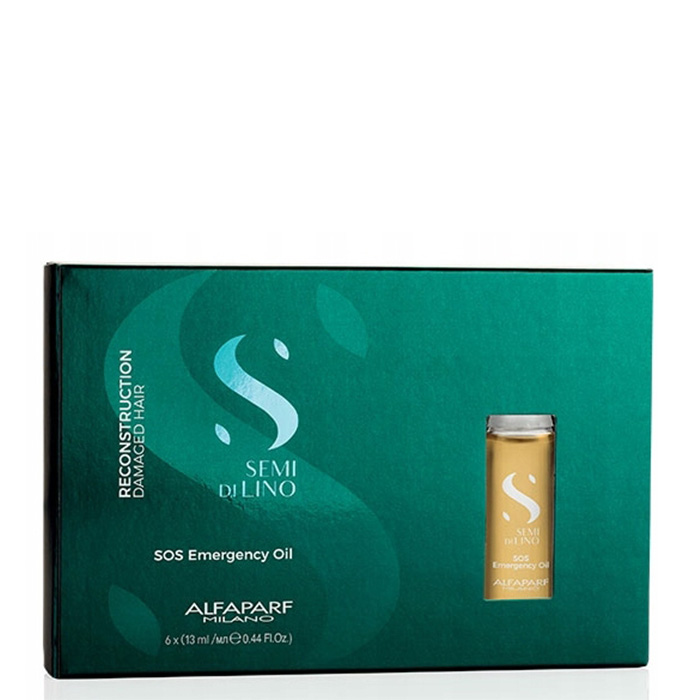 RECONSTRUCTION
DAMAGED HAIR
SEMI
DI LINO
SOS Emergency Oil
ALFAPARF
MILANO
6 x (13 ml /мл ℮ 0.44 Fl.Oz.)
SEMI
DI LINO
SOS
Emergency Oil
ALFAPARF
MILANO